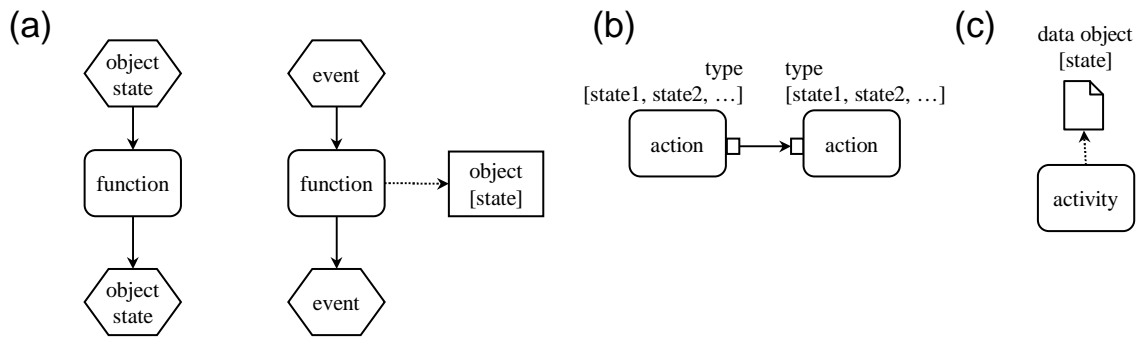 (a)
object
state
function
object
state
event
function
object
[state]
event
(b)
type
[state1, state2, …]
type
[state1, state2, …]
action
action
(c)
data object
[state]
activity